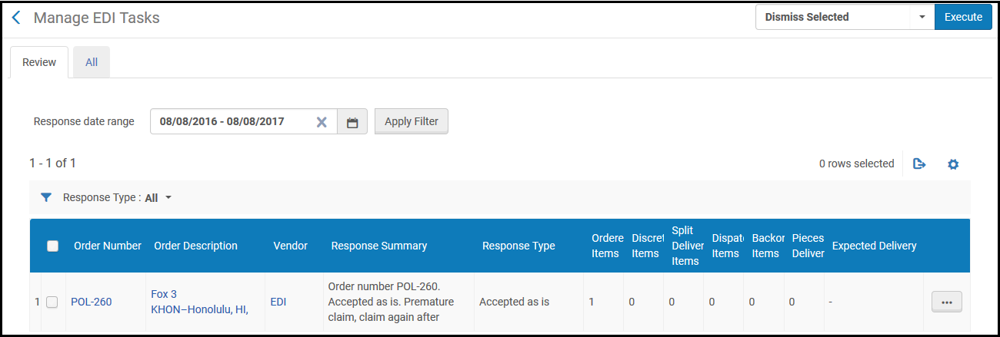 Manage EDI Tasks
Dismiss Selected
Execute
Review
All
Response date range
08/08/2016 - 08/08/2017
Apply Filter
1 - 1 of 1
0 rows selected
Response Type : All
Order Number
Order Description
Vendor
Response Summary
Response Type
Ordere
Items
Discret
Items
Split
Deliver
Items
Dispat
Items
Backor
Items
Pieces
Deliver
Expected Delivery
1
POL-260
Fox 3
KHON–Honolulu, HI,
EDI
Order number POL-260.
Accepted as is. Premature
claim, claim again after
Accepted as is
1
0
0
0
0
0
-